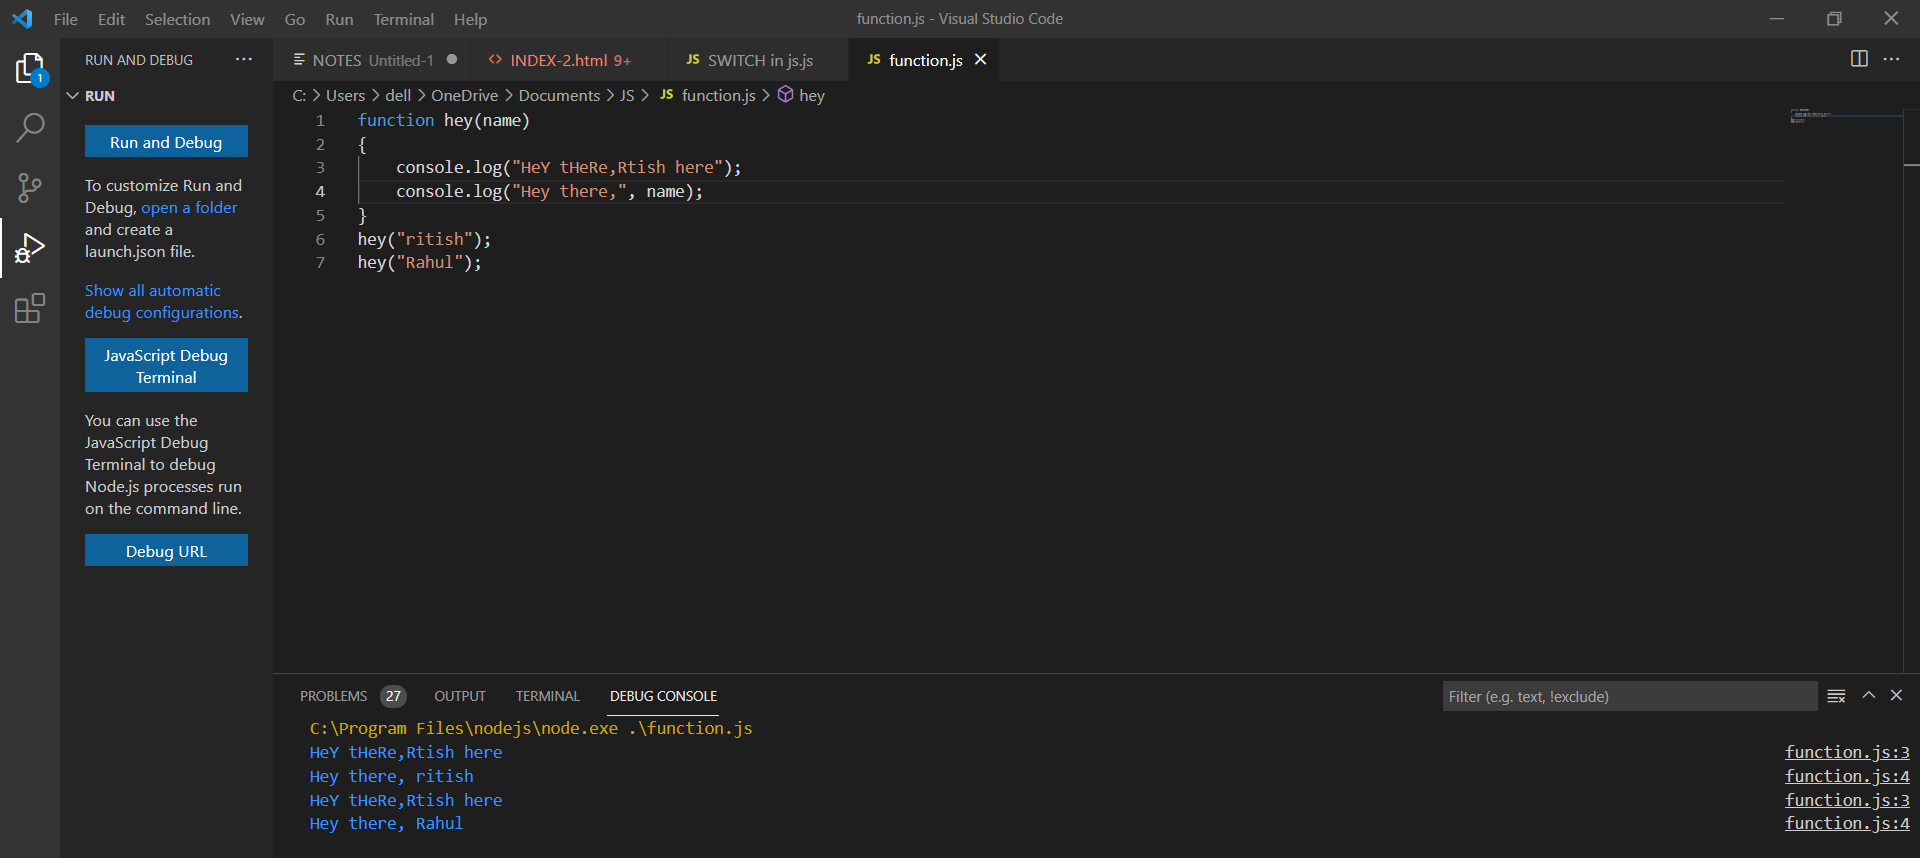 File Edit Selection View Go Run Terminal Help
function.js - Visual Studio Code
1
RUN AND DEBUG ···
RUN
Run and Debug
To customize Run and
Debug, open a folder
and create a
launch.json file.
Show all automatic
debug configurations.
JavaScript Debug
Terminal
You can use the
JavaScript Debug
Terminal to debug
Node.js processes run
on the command line.
Debug URL
NOTES Untitled-1
<> INDEX-2.html 9+
JS SWITCH in js.js
JS function.js
C: > Users > dell > OneDrive > Documents > JS > JS function.js > hey
1 function hey(name)
2 {
3 console.log("HeY tHeRe,Rtish here");
4 console.log("Hey there,", name);
5 }
6 hey("ritish");
7 hey("Rahul");
PROBLEMS 27 OUTPUT TERMINAL DEBUG CONSOLE
Filter (e.g. text, !exclude)
C:\Program Files\nodejs\node.exe .\function.js
HeY tHeRe,Rtish here function.js:3
Hey there, ritish function.js:4
HeY tHeRe,Rtish here function.js:3
Hey there, Rahul function.js:4